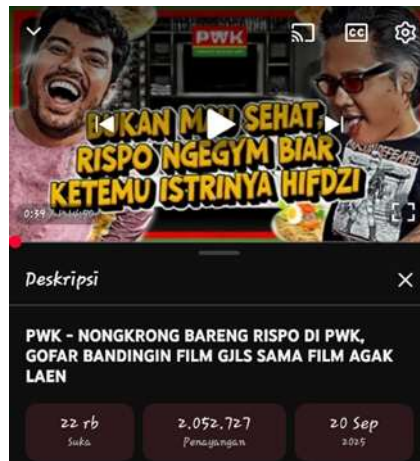 PWK
CC
BUKAN MAU SEHAT,
RISPO NGEGYM BIAR
KETEMU ISTRINYA HIFDZI
0:39
Deskripsi
PWK - NONGKRONG BARENG RISPO DI PWK,
GOFAR BANDINGIN FILM GJLS SAMA FILM AGAK
LAEN
22 rb
2.052.727
20 Sep
Suka
Penayangan
2025